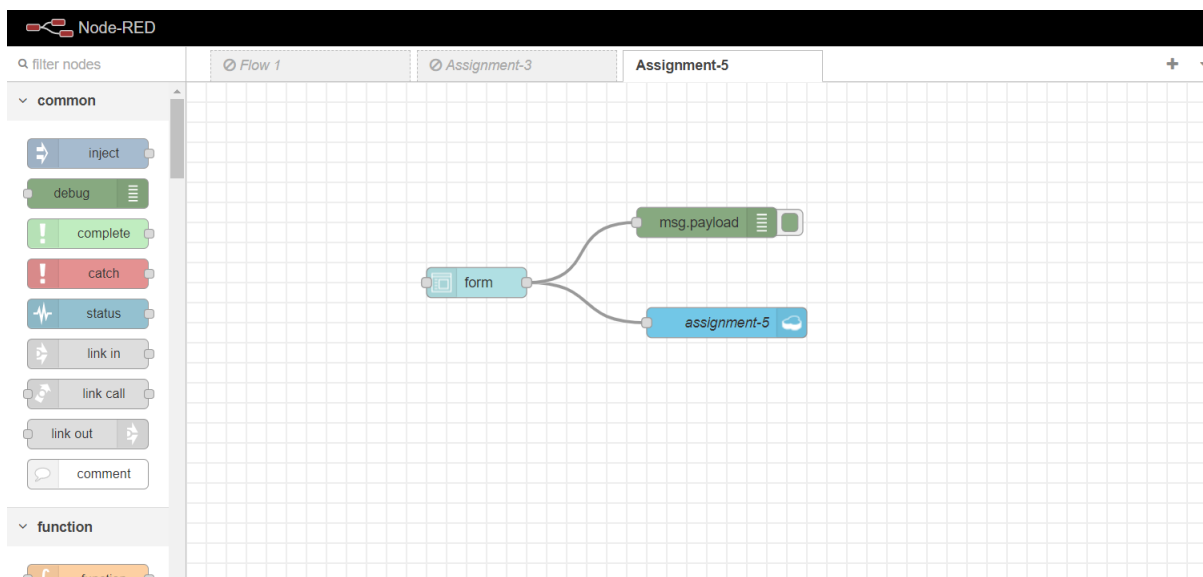 Node-RED
filter nodes
Flow 1
Assignment-3
Assignment-5
common
inject
debug
complete
catch
status
link in
link call
link out
comment
function
function
msg.payload
form
assignment-5